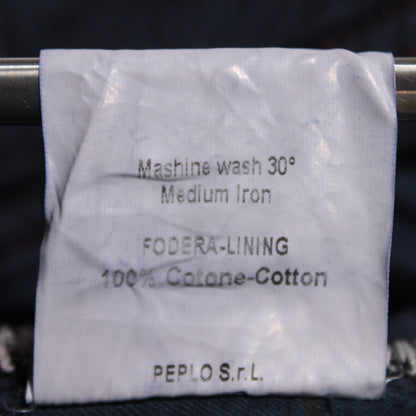 Mashine wash 30°
Medium Iron
FODERA-LINING
100% Cotone-Cotton
PEPLO S.r.L.